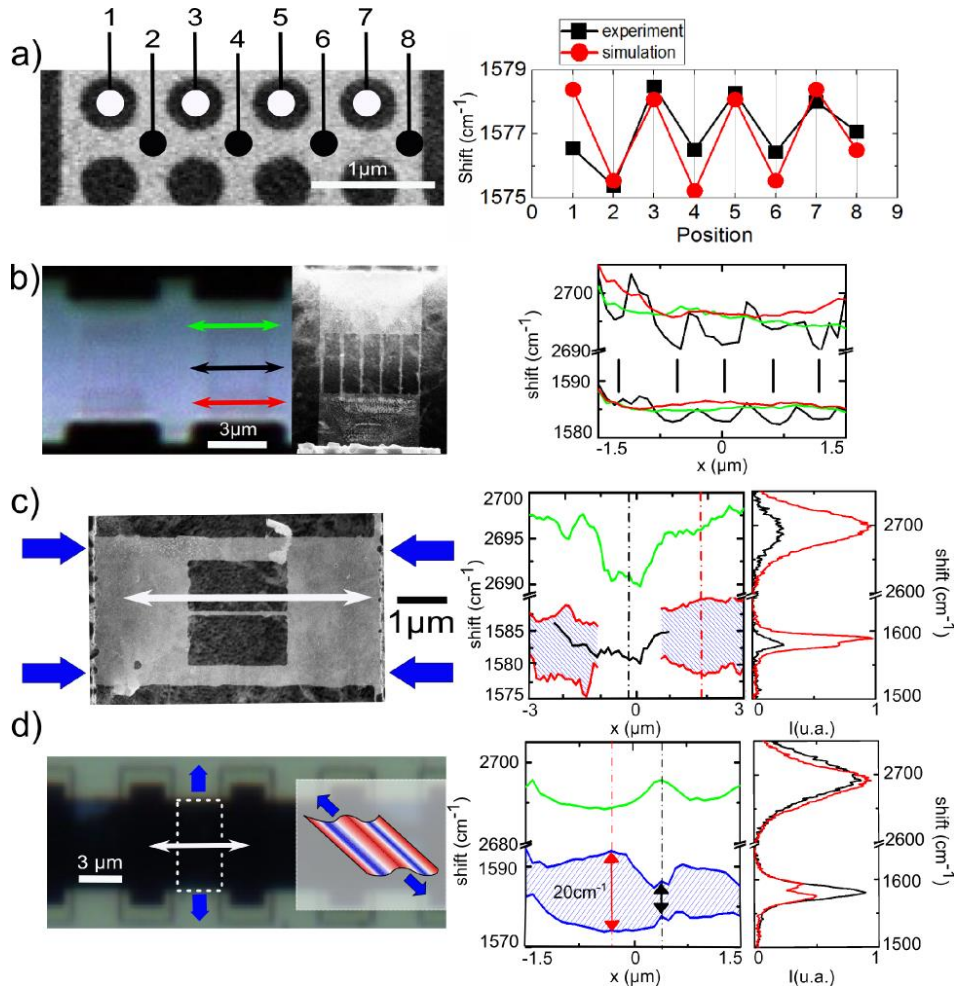 a)
1 3 5 7
2 4 6 8
1μm
experiment
simulation
1579
1577
1575
Shift (cm⁻¹)
0 1 2 3 4 5 6 7 8 9
Position
b)
3μm
2700
2690
1590
1580
shift (cm⁻¹)
-1.5 0 1.5
x (μm)
c)
1μm
2700
2695
2690
1585
1580
1575
shift (cm⁻¹)
-3 0 3
x (μm)
2700
2600
1600
1500
shift (cm⁻¹)
0 1
I(u.a.)
d)
3 μm
2700
2680
1590
1570
shift (cm⁻¹)
20cm⁻¹
-1.5 0 1.5
x (μm)
2700
2600
1600
1500
shift (cm⁻¹)
0 1
I(u.a.)